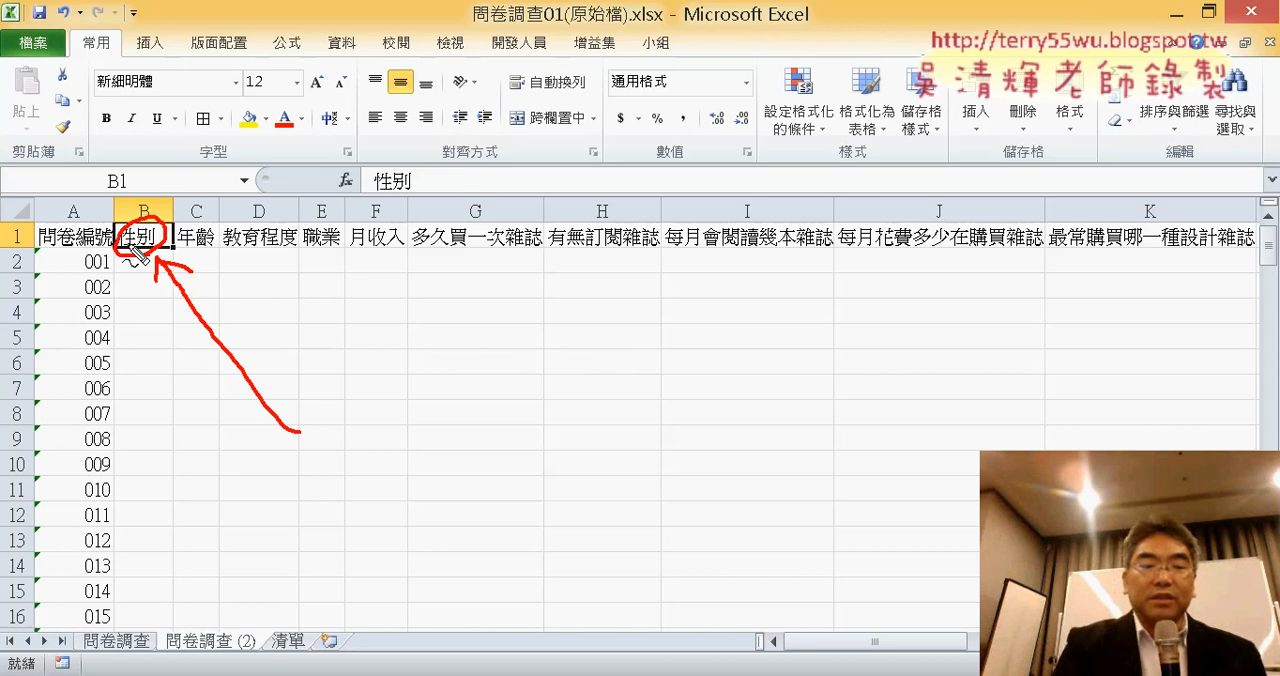 問卷調查01(原始檔).xlsx - Microsoft Excel
檔案 常用 插入 版面配置 公式 資料 校閱 檢視 開發人員 增益集 小組
http://terry55wu.blogspot.tw
吳清輝老師錄製
貼上 新細明體 12 自動換列 通用格式 設定格式化的條件 格式化為表格 儲存格樣式 插入 刪除 格式 排序與篩選 尋找與選取
B I U A 跨欄置中 $ % ,
剪貼簿 字型 對齊方式 數值 樣式 儲存格 編輯
B1 fx 性別
A B C D E F G H I J K
1 問卷編號 性別 年齡 教育程度 職業 月收入 多久買一次雜誌 有無訂閱雜誌 每月會閱讀幾本雜誌 每月花費多少在購買雜誌 最常購買哪一種設計雜誌
2 001
3 002
4 003
5 004
6 005
7 006
8 007
9 008
10 009
11 010
12 011
13 012
14 013
15 014
16 015
問卷調查 問卷調查 (2) 清單
就緒